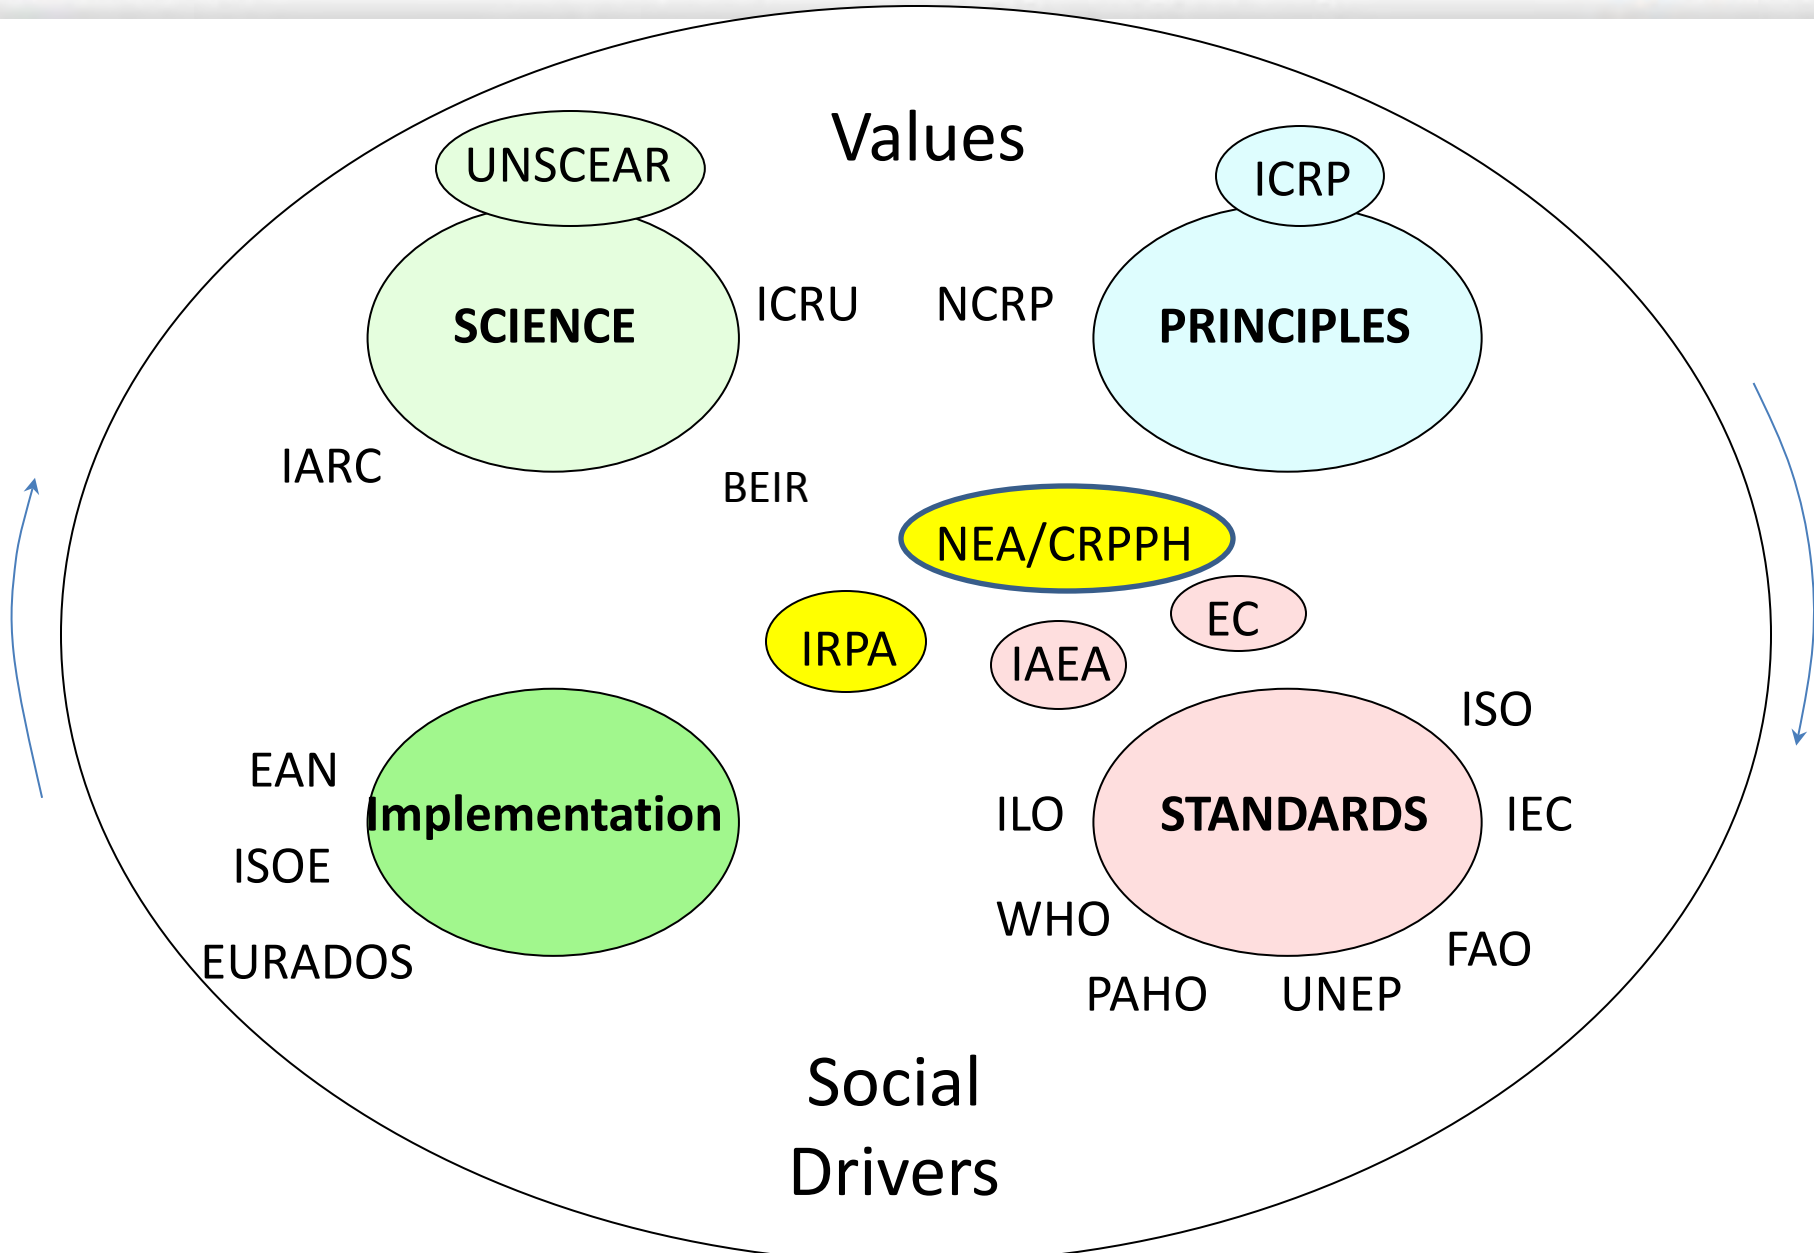 Values
UNSCEAR
ICRP
ICRU
NCRP
SCIENCE
PRINCIPLES
IARC
BEIR
NEA/CRPPH
EC
IRPA
IAEA
ISO
EAN
Implementation
ILO
STANDARDS
IEC
ISOE
WHO
FAO
EURADOS
PAHO
UNEP
Social
Drivers